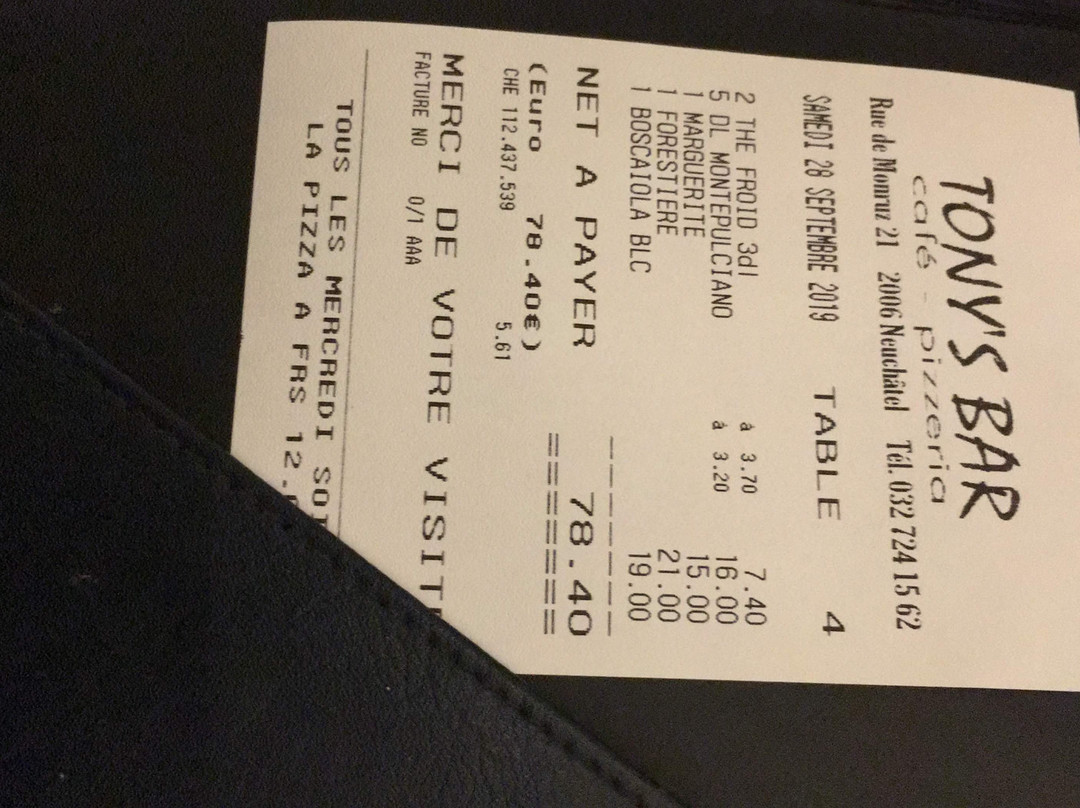 TONY'S BAR
café - pizzeria
Rue de Monruz 21 2006 Neuchâtel Tél. 032 724 15 62
SAMEDI 28 SEPTEMBRE 2019 TABLE 4
2 THE FROID 3dl à 3.70 7.40
5 DL MONTEPULCIANO à 3.20 16.00
1 MARGUERITE 15.00
1 FORESTIERE 21.00
1 BOSCAIOLA BLC 19.00
NET A PAYER 78.40
(Euro 78.40€)
CHE 112.437.539 5.61
MERCI DE VOTRE VISITE
FACTURE NO 0/1 AAA
TOUS LES MERCREDI SOI
LA PIZZA A FRS 12.